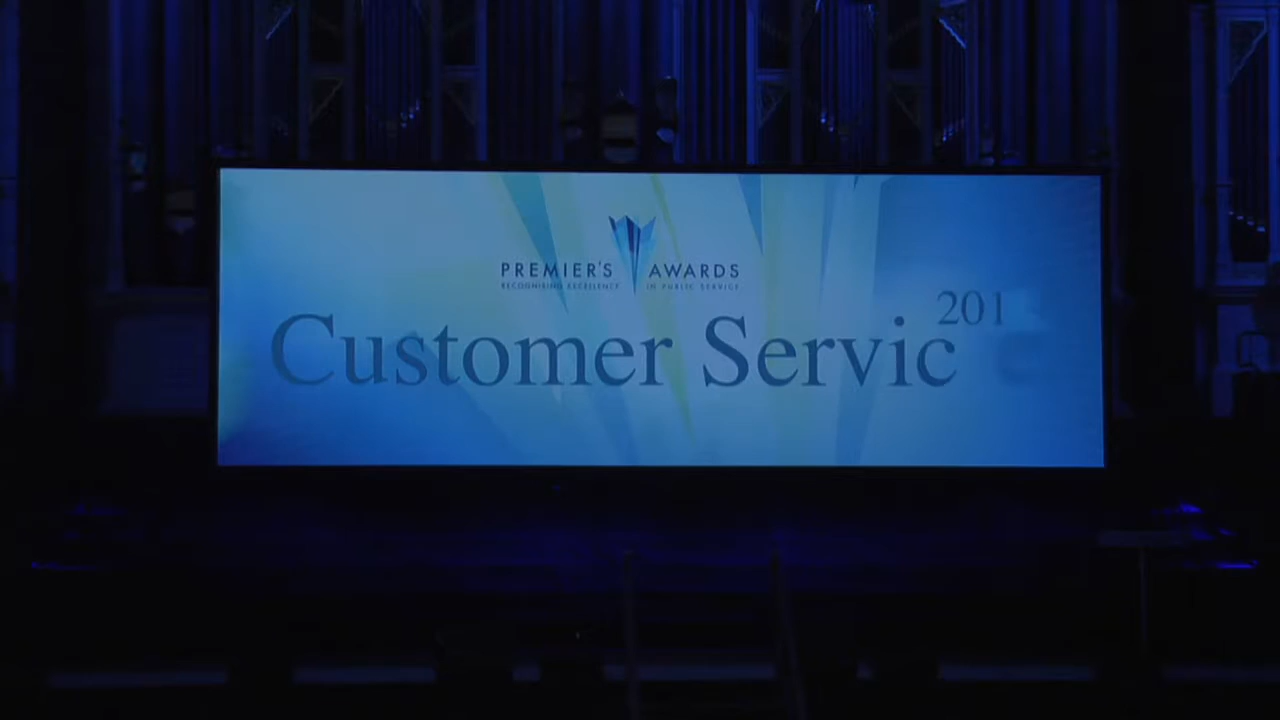 PREMIER'S AWARDS
RECOGNISING EXCELLENCE IN PUBLIC SERVICE
201
Customer Servic